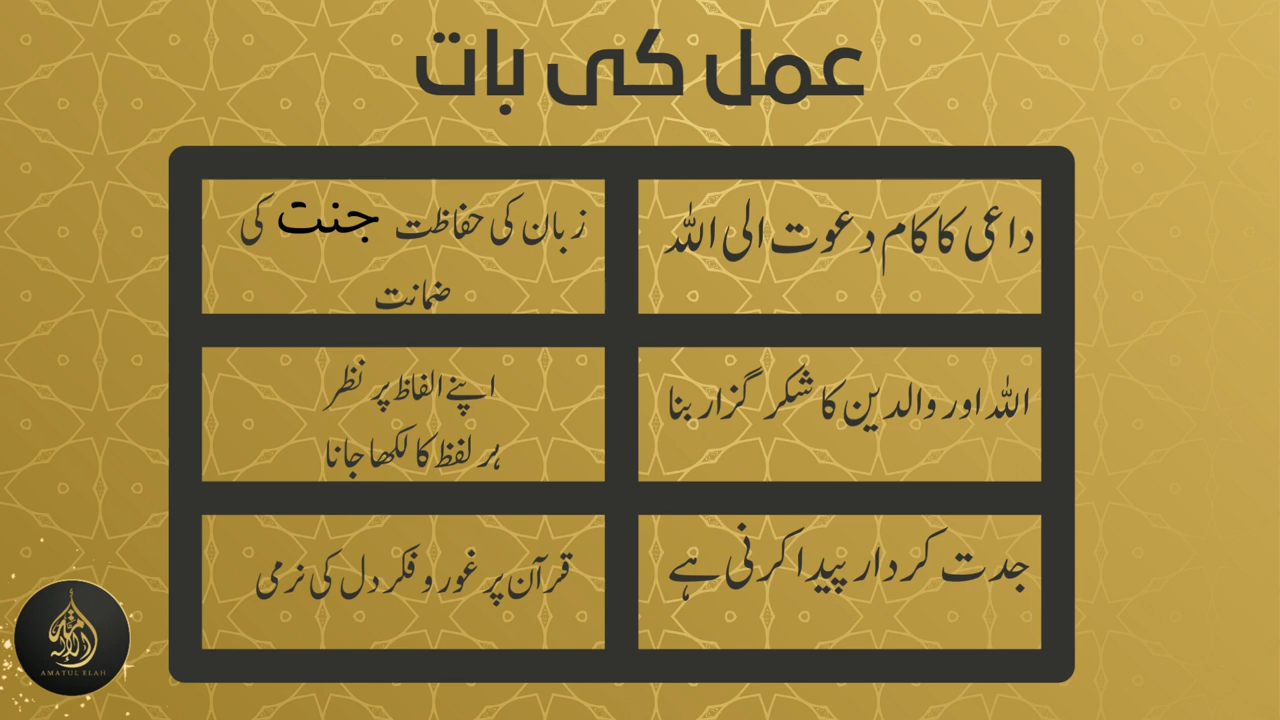 عمل کی بات
داعی کا کام دعوت الی اللہ
زبان کی حفاظت جنت کی
ضمانت
اللہ اور والدین کا شکر گزار بنا
اپنے الفاظ پر نظر
ہر لفظ کا لکھا جانا
جدت کردار پیدا کرنی ہے
قرآن پر غور و فکر دل کی نرمی
AMATUL ELAH